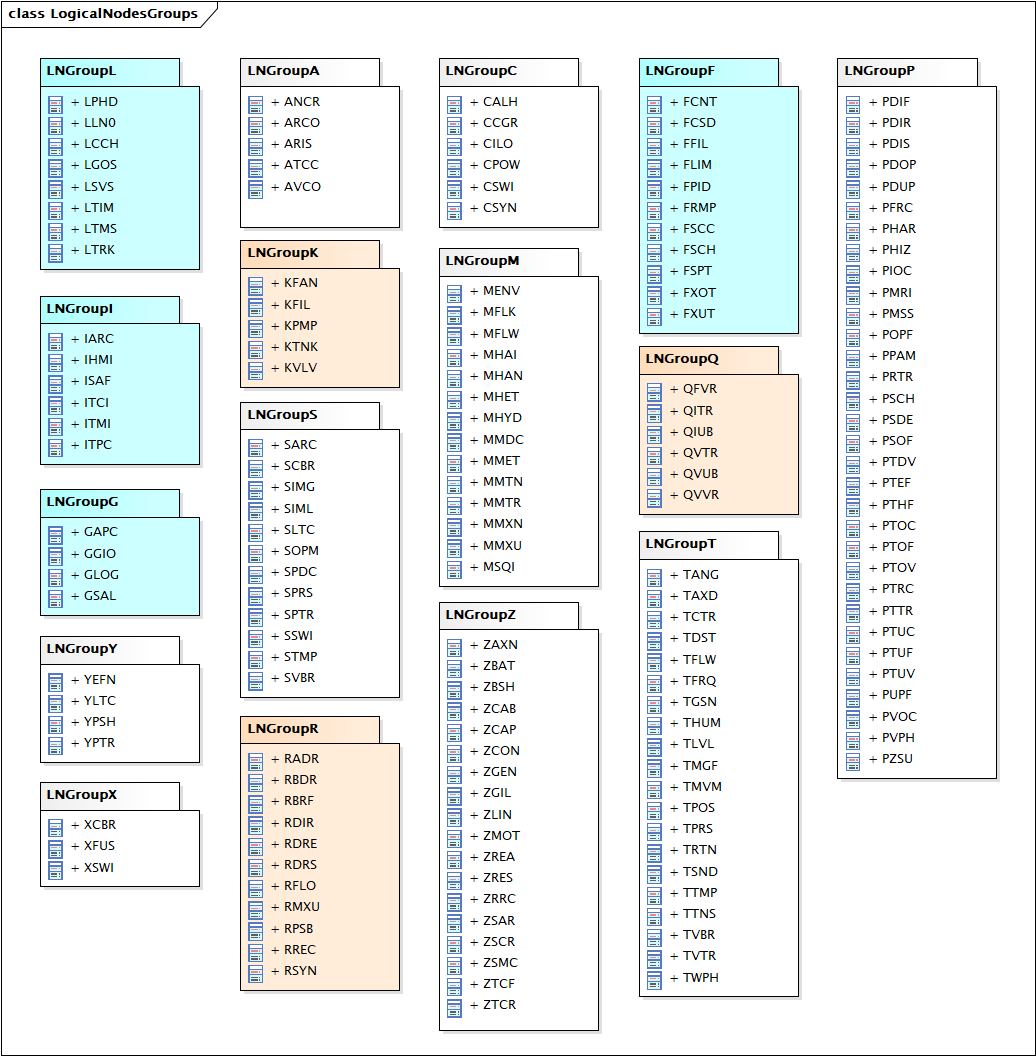 class LogicalNodesGroups
LNGroupL
+ LPHD
+ LLN0
+ LCCH
+ LGOS
+ LSVS
+ LTIM
+ LTMS
+ LTRK
LNGroupI
+ IARC
+ IHMI
+ ISAF
+ ITCI
+ ITMI
+ ITPC
LNGroupG
+ GAPC
+ GGIO
+ GLOG
+ GSAL
LNGroupY
+ YEFN
+ YLTC
+ YPSH
+ YPTR
LNGroupX
+ XCBR
+ XFUS
+ XSWI
LNGroupA
+ ANCR
+ ARCO
+ ARIS
+ ATCC
+ AVCO
LNGroupK
+ KFAN
+ KFIL
+ KPMP
+ KTNK
+ KVLV
LNGroupS
+ SARC
+ SCBR
+ SIMG
+ SIML
+ SLTC
+ SOPM
+ SPDC
+ SPRS
+ SPTR
+ SSWI
+ STMP
+ SVBR
LNGroupR
+ RADR
+ RBDR
+ RBRF
+ RDIR
+ RDRE
+ RDRS
+ RFLO
+ RMXU
+ RPSB
+ RREC
+ RSYN
LNGroupC
+ CALH
+ CCGR
+ CILO
+ CPOW
+ CSWI
+ CSYN
LNGroupM
+ MENV
+ MFLK
+ MFLW
+ MHAI
+ MHAN
+ MHET
+ MHYD
+ MMDC
+ MMET
+ MMTN
+ MMTR
+ MMXN
+ MMXU
+ MSQI
LNGroupZ
+ ZAXN
+ ZBAT
+ ZBSH
+ ZCAB
+ ZCAP
+ ZCON
+ ZGEN
+ ZGIL
+ ZLIN
+ ZMOT
+ ZREA
+ ZRES
+ ZRRC
+ ZSAR
+ ZSCR
+ ZSMC
+ ZTCF
+ ZTCR
LNGroupF
+ FCNT
+ FCSD
+ FFIL
+ FLIM
+ FPID
+ FRMP
+ FSCC
+ FSCH
+ FSPT
+ FXOT
+ FXUT
LNGroupQ
+ QFVR
+ QITR
+ QIUB
+ QVTR
+ QVUB
+ QVVR
LNGroupT
+ TANG
+ TAXD
+ TCTR
+ TDST
+ TFLW
+ TFRQ
+ TGSN
+ THUM
+ TLVL
+ TMGF
+ TMVM
+ TPOS
+ TPRS
+ TRTN
+ TSND
+ TTMP
+ TTNS
+ TVBR
+ TVTR
+ TWPH
LNGroupP
+ PDIF
+ PDIR
+ PDIS
+ PDOP
+ PDUP
+ PFRC
+ PHAR
+ PHIZ
+ PIOC
+ PMRI
+ PMSS
+ POPF
+ PPAM
+ PRTR
+ PSCH
+ PSDE
+ PSOF
+ PTDV
+ PTEF
+ PTHF
+ PTOC
+ PTOF
+ PTOV
+ PTRC
+ PTTR
+ PTUC
+ PTUF
+ PTUV
+ PUPF
+ PVOC
+ PVPH
+ PZSU